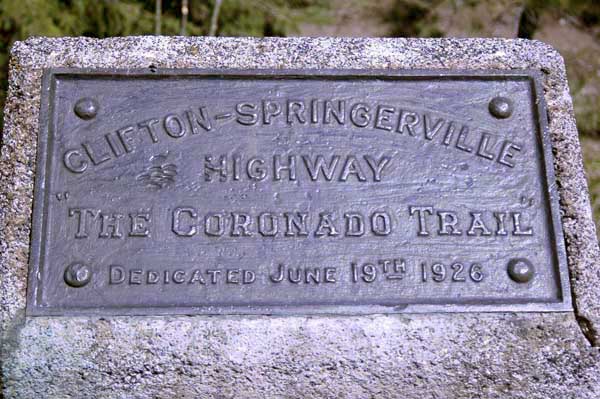 CLIFTON-SPRINGERVILLE
HIGHWAY
"THE CORONADO TRAIL"
DEDICATED JUNE 19TH 1926